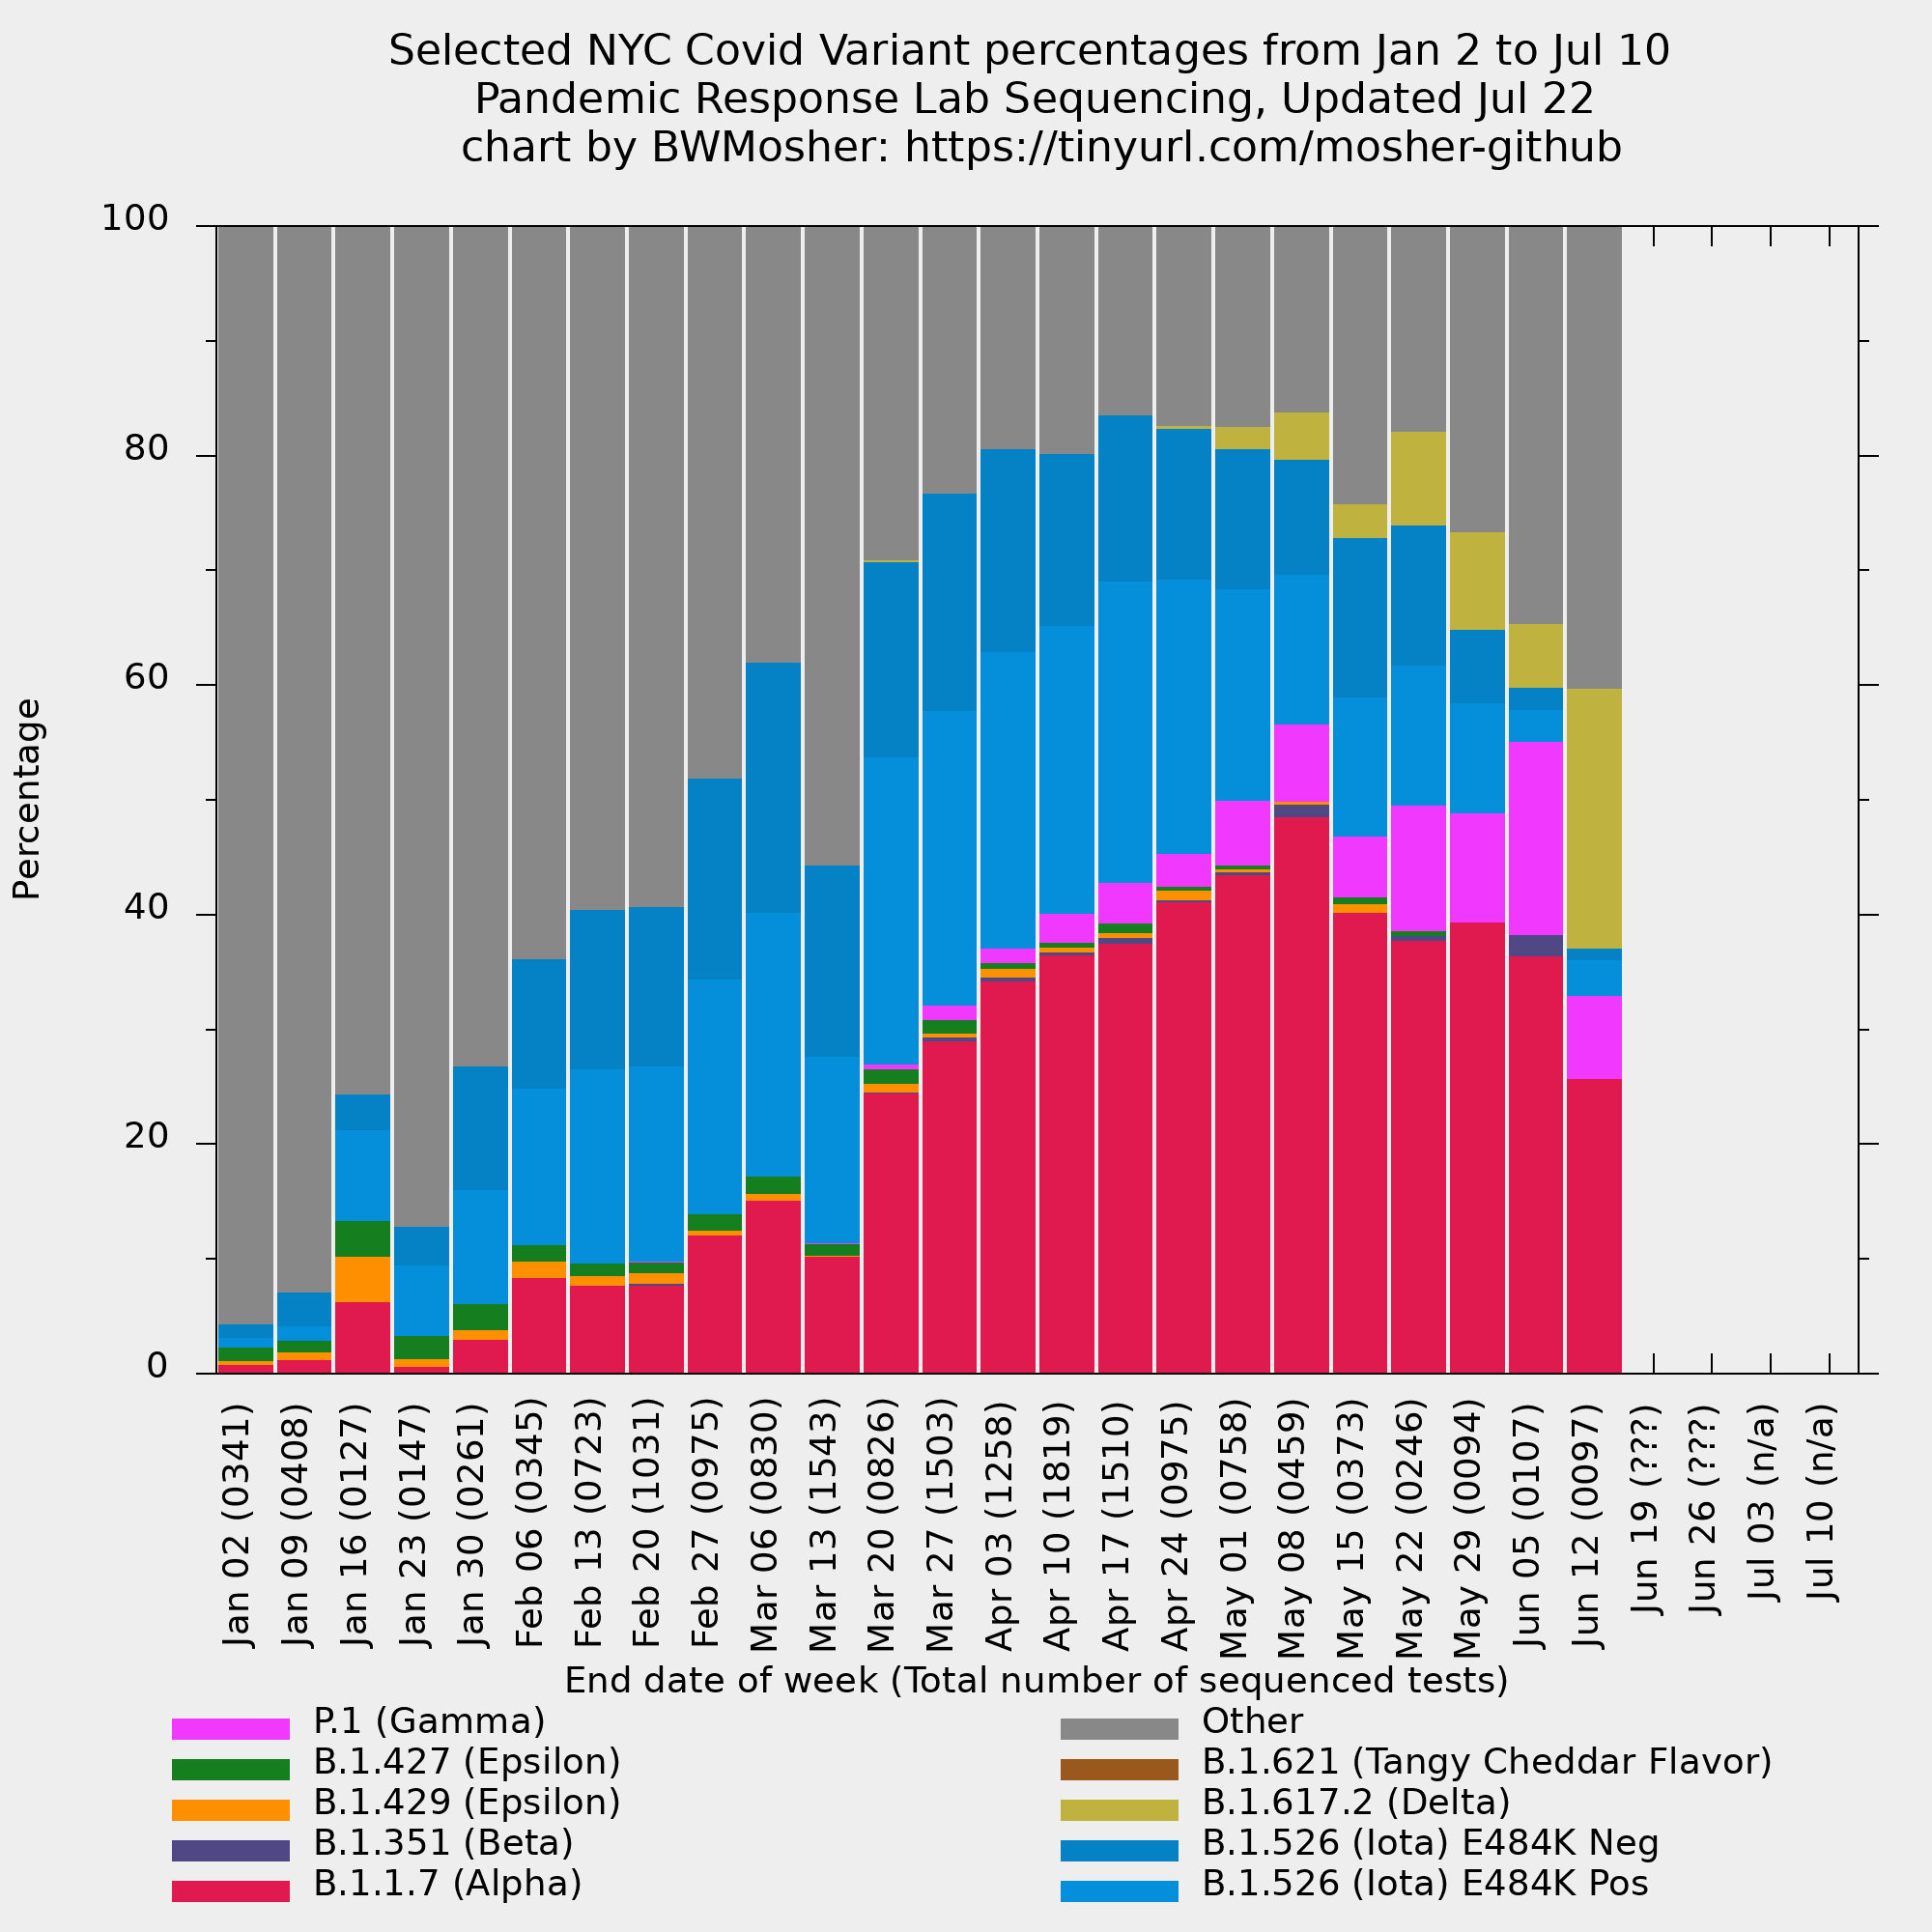 Selected NYC Covid Variant percentages from Jan 2 to Jul 10
Pandemic Response Lab Sequencing, Updated Jul 22
chart by BWMosher: https://tinyurl.com/mosher-github
100
80
60
40
20
0
Percentage
Jan 02 (0341)
Jan 09 (0408)
Jan 16 (0127)
Jan 23 (0147)
Jan 30 (0261)
Feb 06 (0345)
Feb 13 (0723)
Feb 20 (1031)
Feb 27 (0975)
Mar 06 (0830)
Mar 13 (1543)
Mar 20 (0826)
Mar 27 (1503)
Apr 03 (1258)
Apr 10 (1819)
Apr 17 (1510)
Apr 24 (0975)
May 01 (0758)
May 08 (0459)
May 15 (0373)
May 22 (0246)
May 29 (0094)
Jun 05 (0107)
Jun 12 (0097)
Jun 19 (???)
Jun 26 (???)
Jul 03 (n/a)
Jul 10 (n/a)
End date of week (Total number of sequenced tests)
P.1 (Gamma)
B.1.427 (Epsilon)
B.1.429 (Epsilon)
B.1.351 (Beta)
B.1.1.7 (Alpha)
Other
B.1.621 (Tangy Cheddar Flavor)
B.1.617.2 (Delta)
B.1.526 (Iota) E484K Neg
B.1.526 (Iota) E484K Pos